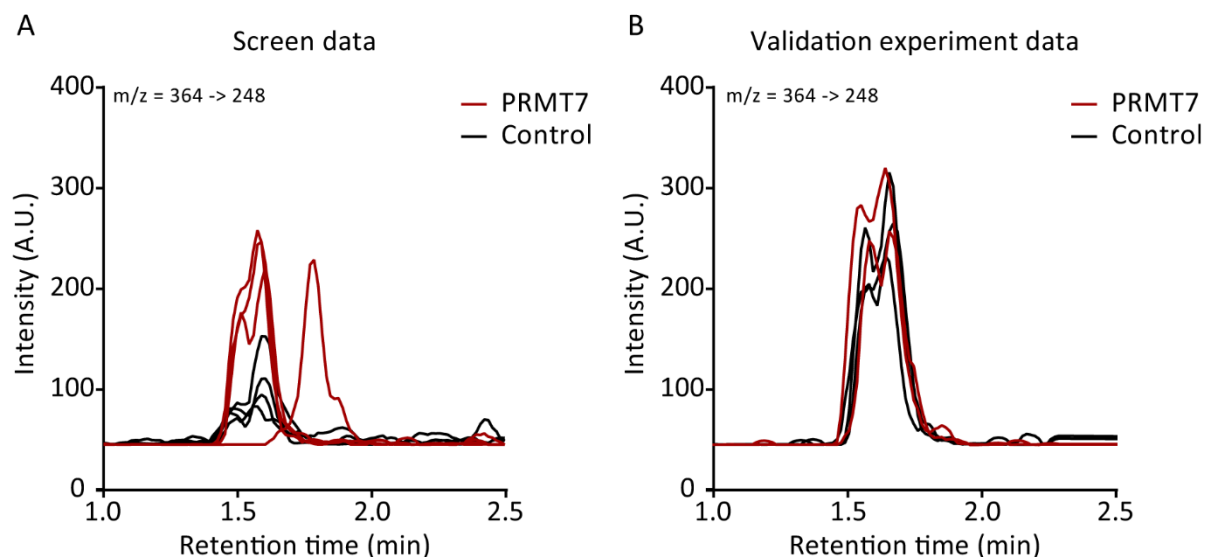 A
Screen data
m/z = 364 -> 248
PRMT7
Control
Intensity (A.U.)
400
300
200
100
0
1.0
1.5
2.0
2.5
Retention time (min)
B
Validation experiment data
m/z = 364 -> 248
PRMT7
Control
Intensity (A.U.)
400
300
200
100
0
1.0
1.5
2.0
2.5
Retention time (min)